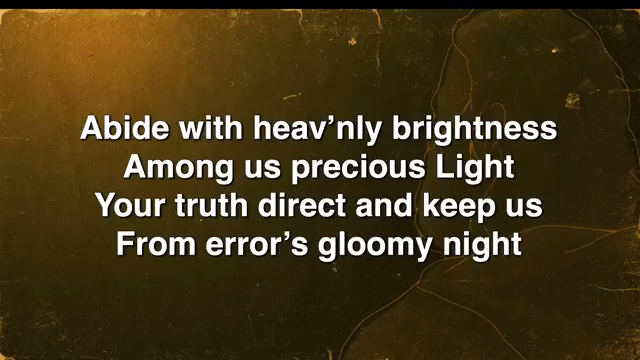 Abide with heav’nly brightness
Among us precious Light
Your truth direct and keep us
From error’s gloomy night